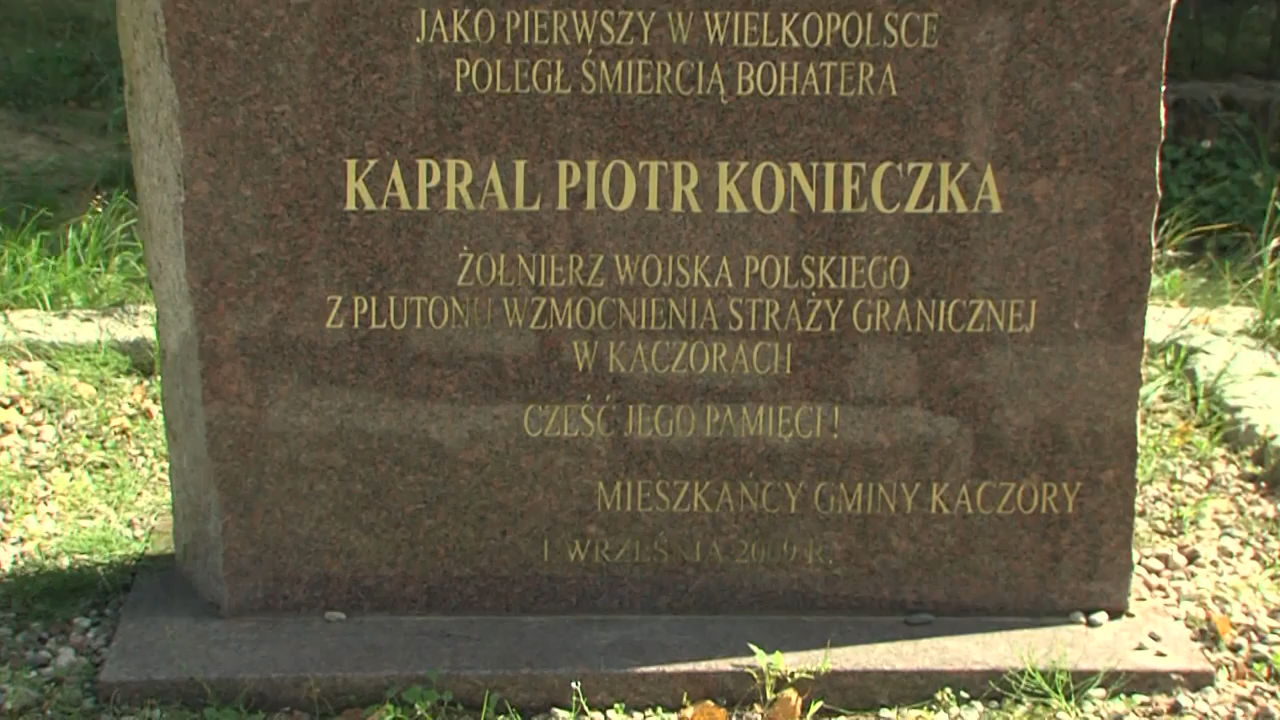 JAKO PIERWSZY W WIELKOPOLSCE
POLEGŁ ŚMIERCIĄ BOHATERA
KAPRAL PIOTR KONIECZKA
ŻOŁNIERZ WOJSKA POLSKIEGO
Z PLUTONU WZMOCNIENIA STRAŻY GRANICZNEJ
W KACZORACH
CZEŚĆ JEGO PAMIĘCI!
MIESZKAŃCY GMINY KACZORY
1 WRZEŚNIA 2009 R.